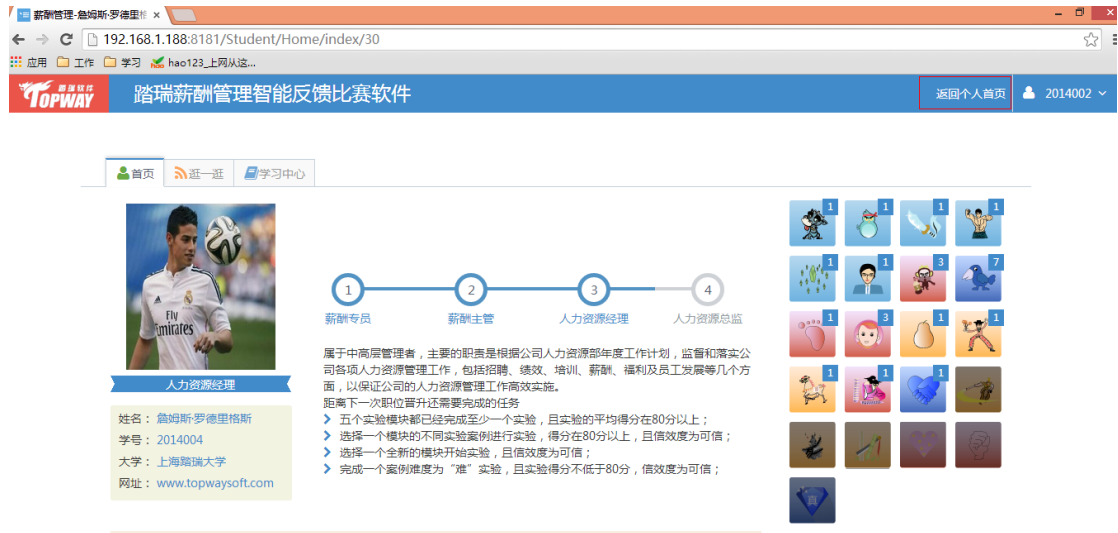 薪酬管理-詹姆斯·罗德里格
192.168.1.188:8181/Student/Home/index/30
应用 工作 学习 hao123_上网从这...
踏瑞软件
TOPWAY
踏瑞薪酬管理智能反馈比赛软件
返回个人首页
2014002
首页 逛一逛 学习中心
Fly
Emirates
人力资源经理
姓名： 詹姆斯·罗德里格斯
学号： 2014004
大学： 上海踏瑞大学
网址： www.topwaysoft.com
1 2 3 4
薪酬专员 薪酬主管 人力资源经理 人力资源总监
属于中高层管理者，主要的职责是根据公司人力资源部年度工作计划，监督和落实公
司各项人力资源管理工作，包括招聘、绩效、培训、薪酬、福利及员工发展等几个方
面，以保证公司的人力资源管理工作高效实施。
距离下一次职位晋升还需要完成的任务
五个实验模块都已经完成至少一个实验，且实验的平均得分在80分以上；
选择一个模块的不同实验案例进行实验，得分在80分以上，且信效度为可信；
选择一个全新的模块开始实验，且信效度为可信；
完成一个案例难度为“难”实验，且实验得分不低于80分，信效度为可信；
1 1 1 1
1 1 3 7
1 3 1 1
1 1 1
真